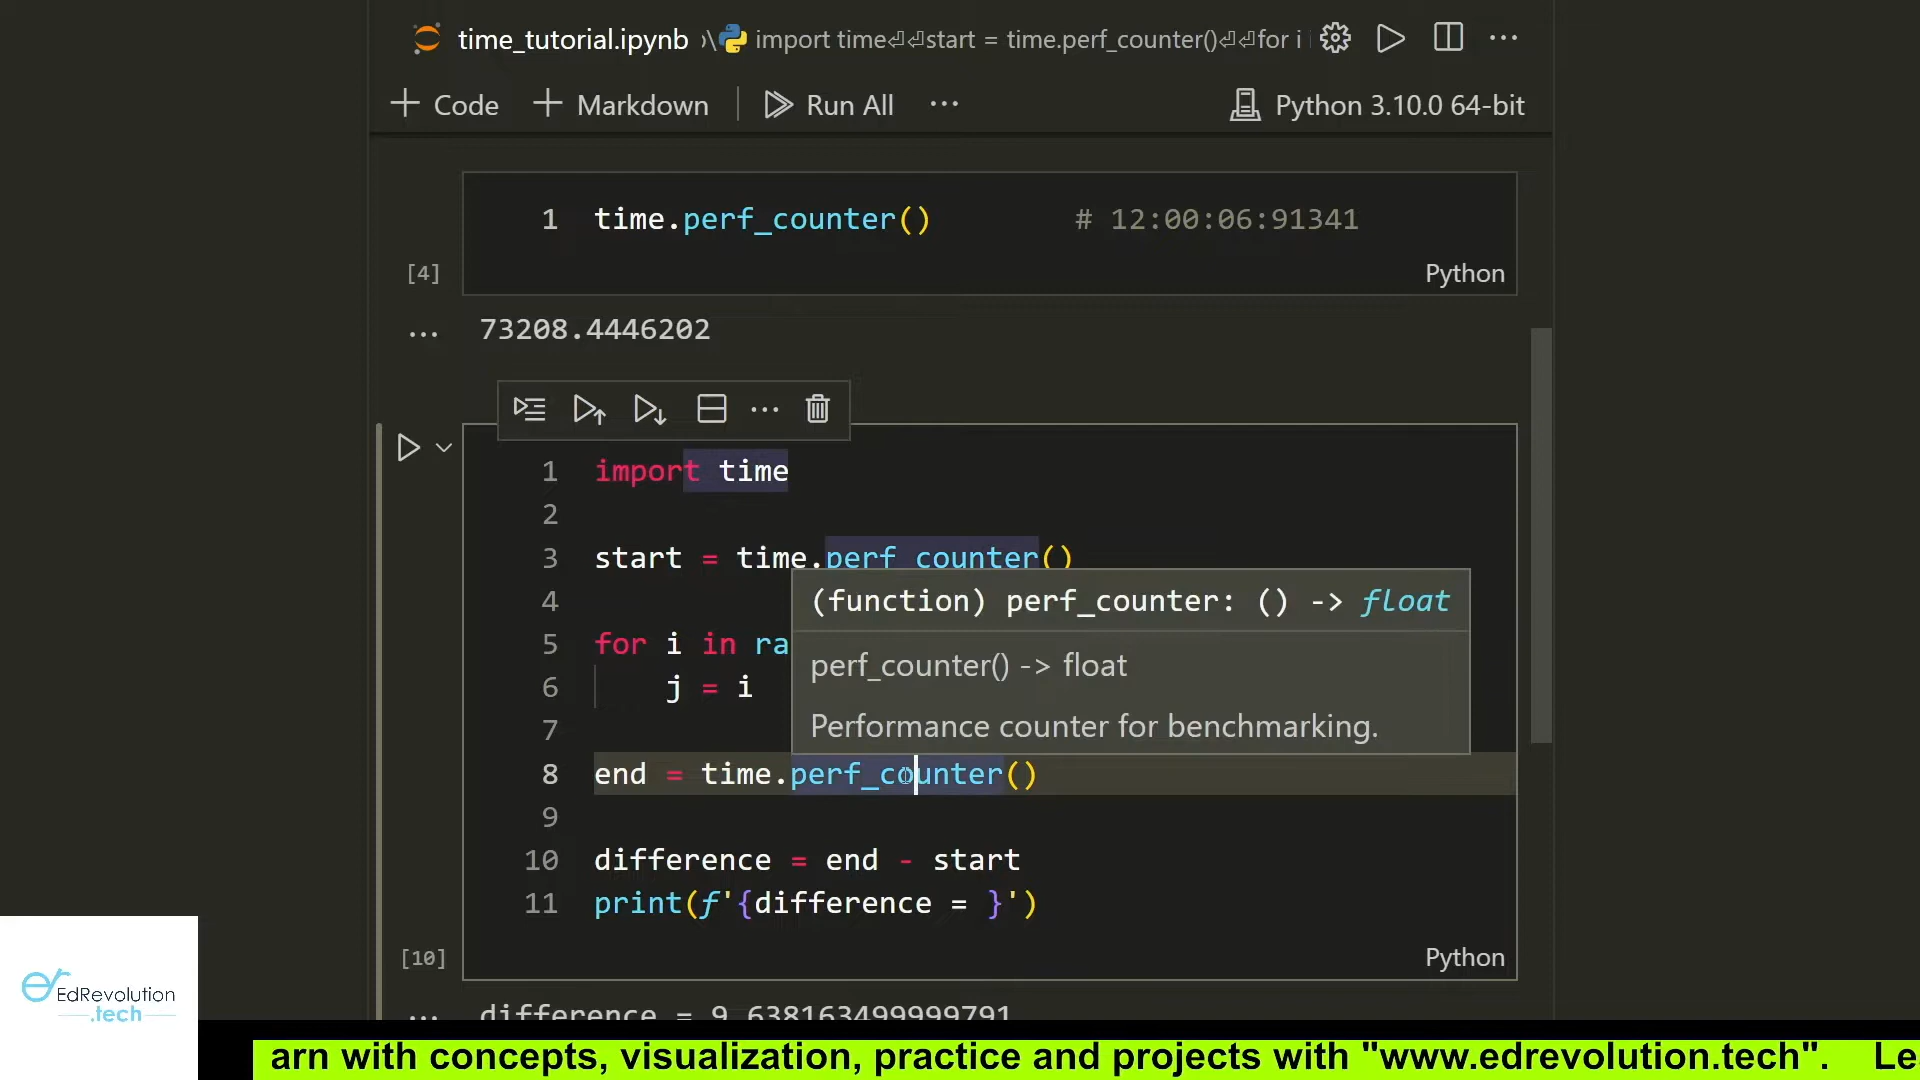 time_tutorial.ipynb import time⏎⏎start = time.perf_counter()⏎⏎for i
Code Markdown Run All ... Python 3.10.0 64-bit
1 time.perf_counter() # 12:00:06:91341
[4] Python
... 73208.4446202
1 import time
2
3 start = time.perf_counter()
4 (function) perf_counter: () -> float
5 for i in ra perf_counter() -> float
6 j = i
7 Performance counter for benchmarking.
8 end = time.perf_counter()
9
10 difference = end - start
11 print(f'{difference = }')
[10] Python
... difference = 9.638163499999791
EdRevolution
.tech
arn with concepts, visualization, practice and projects with "www.edrevolution.tech". Le